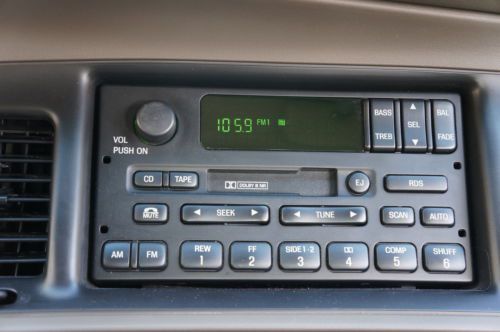 105.9 FM1
BASS
TREB
SEL
BAL
FADE
VOL
PUSH ON
CD TAPE
DOLBY B NR
EJ
RDS
MUTE
SEEK
TUNE
SCAN
AUTO
AM FM
REW
1
FF
2
SIDE 1-2
3
4
COMP
5
SHUFF
6